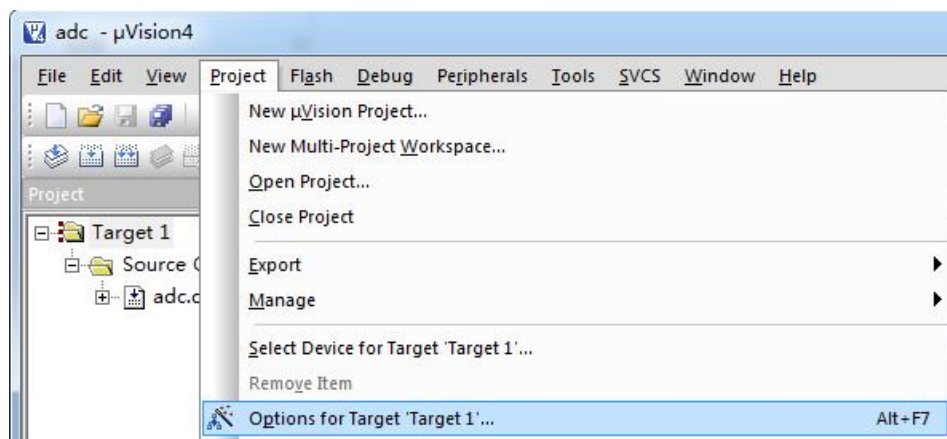 adc - µVision4
File Edit View Project Flash Debug Peripherals Tools SVCS Window Help
New µVision Project...
New Multi-Project Workspace...
Project
Open Project...
Close Project
Target 1
Source
Export
adc.c
Manage
Select Device for Target 'Target 1'...
Remove Item
Options for Target 'Target 1'... Alt+F7